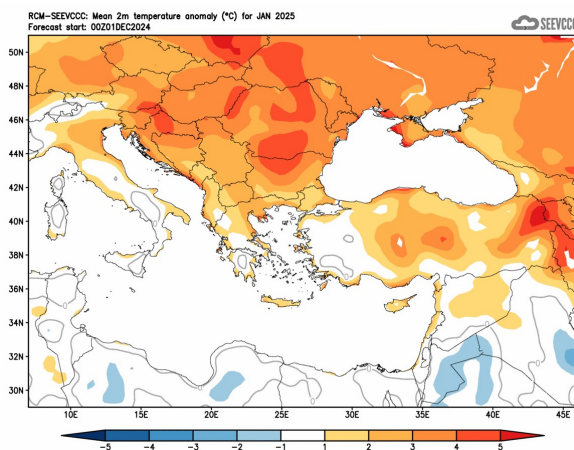 RCM-SEEVCCC: Mean 2m temperature anomaly (°C) for JAN 2025
Forecast start: 00Z01DEC2024
SEEVCCC
50N
48N
46N
44N
42N
40N
38N
36N
34N
32N
30N
10E
15E
20E
25E
30E
35E
40E
45E
-5
-4
-3
-2
-1
1
2
3
4
5